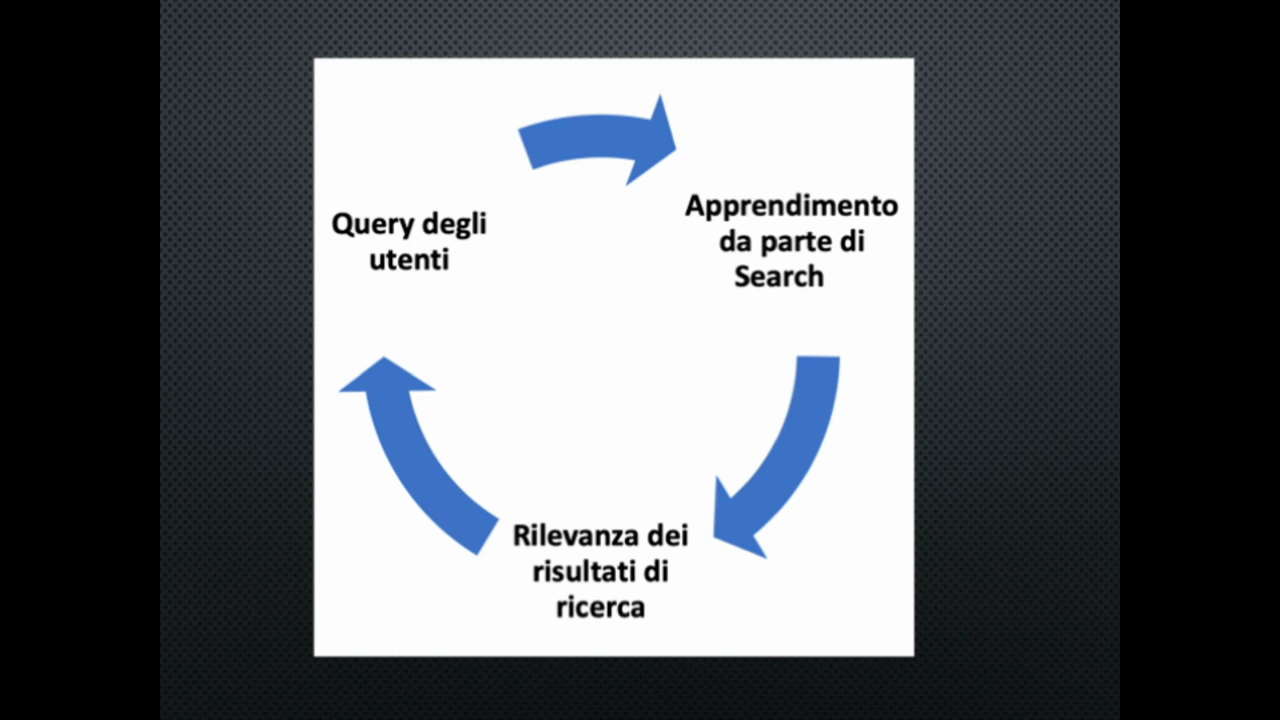 Query degli
utenti
Apprendimento
da parte di
Search
Rilevanza dei
risultati di
ricerca